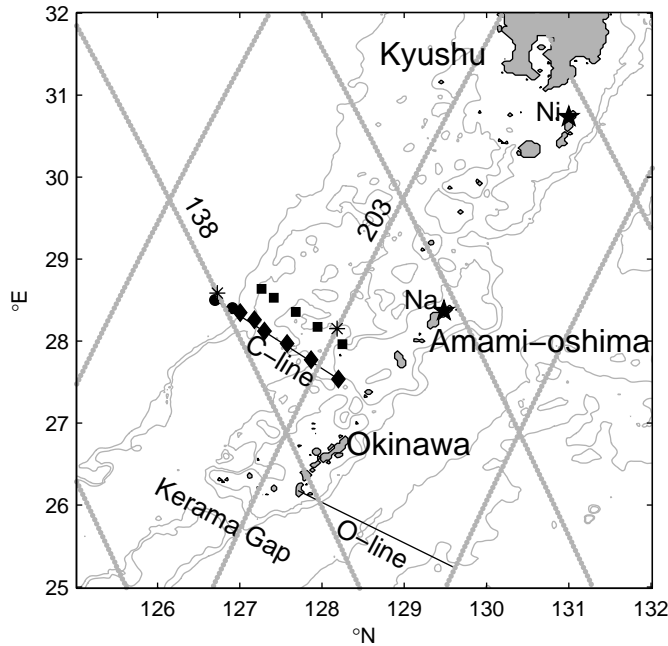 32
31
30
29
28
27
26
25
°E
Kyushu
Ni
203
138
Na
Amami−oshima
C−line
Okinawa
Kerama Gap
O−line
126
127
128
129
130
131
132
°N